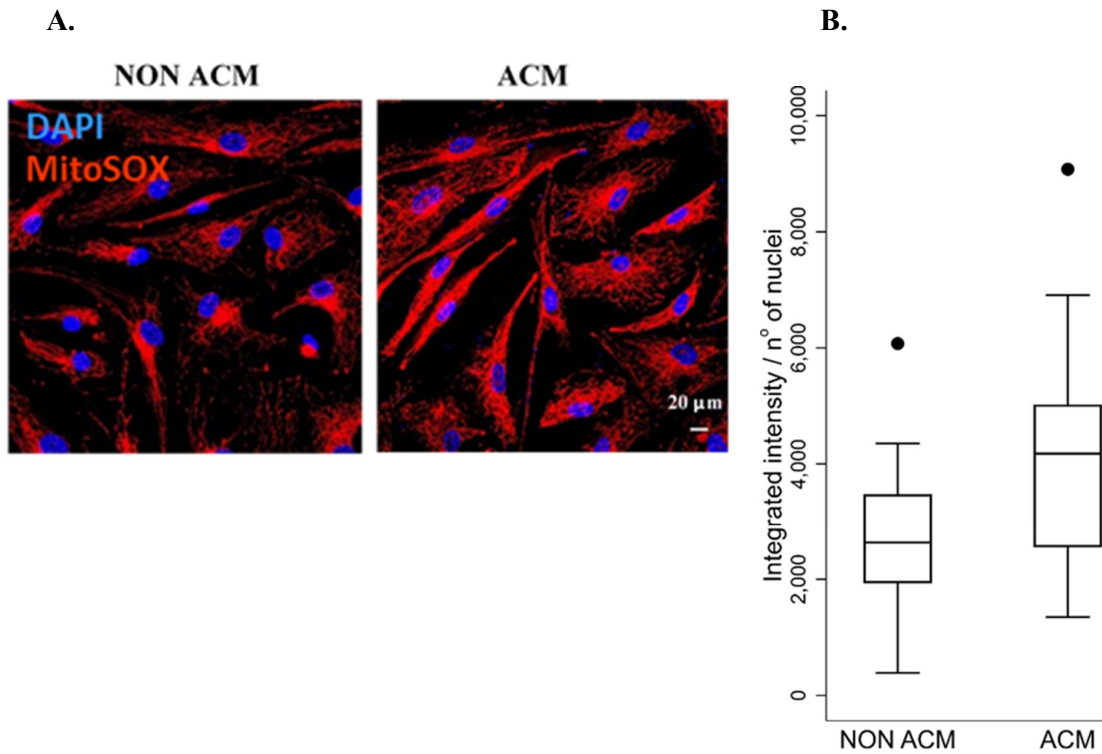 A.
B.
NON ACM
ACM
DAPI
MitoSOX
20 μm
Integrated intensity / nº of nuclei
10,000
8,000
6,000
4,000
2,000
0
NON ACM
ACM